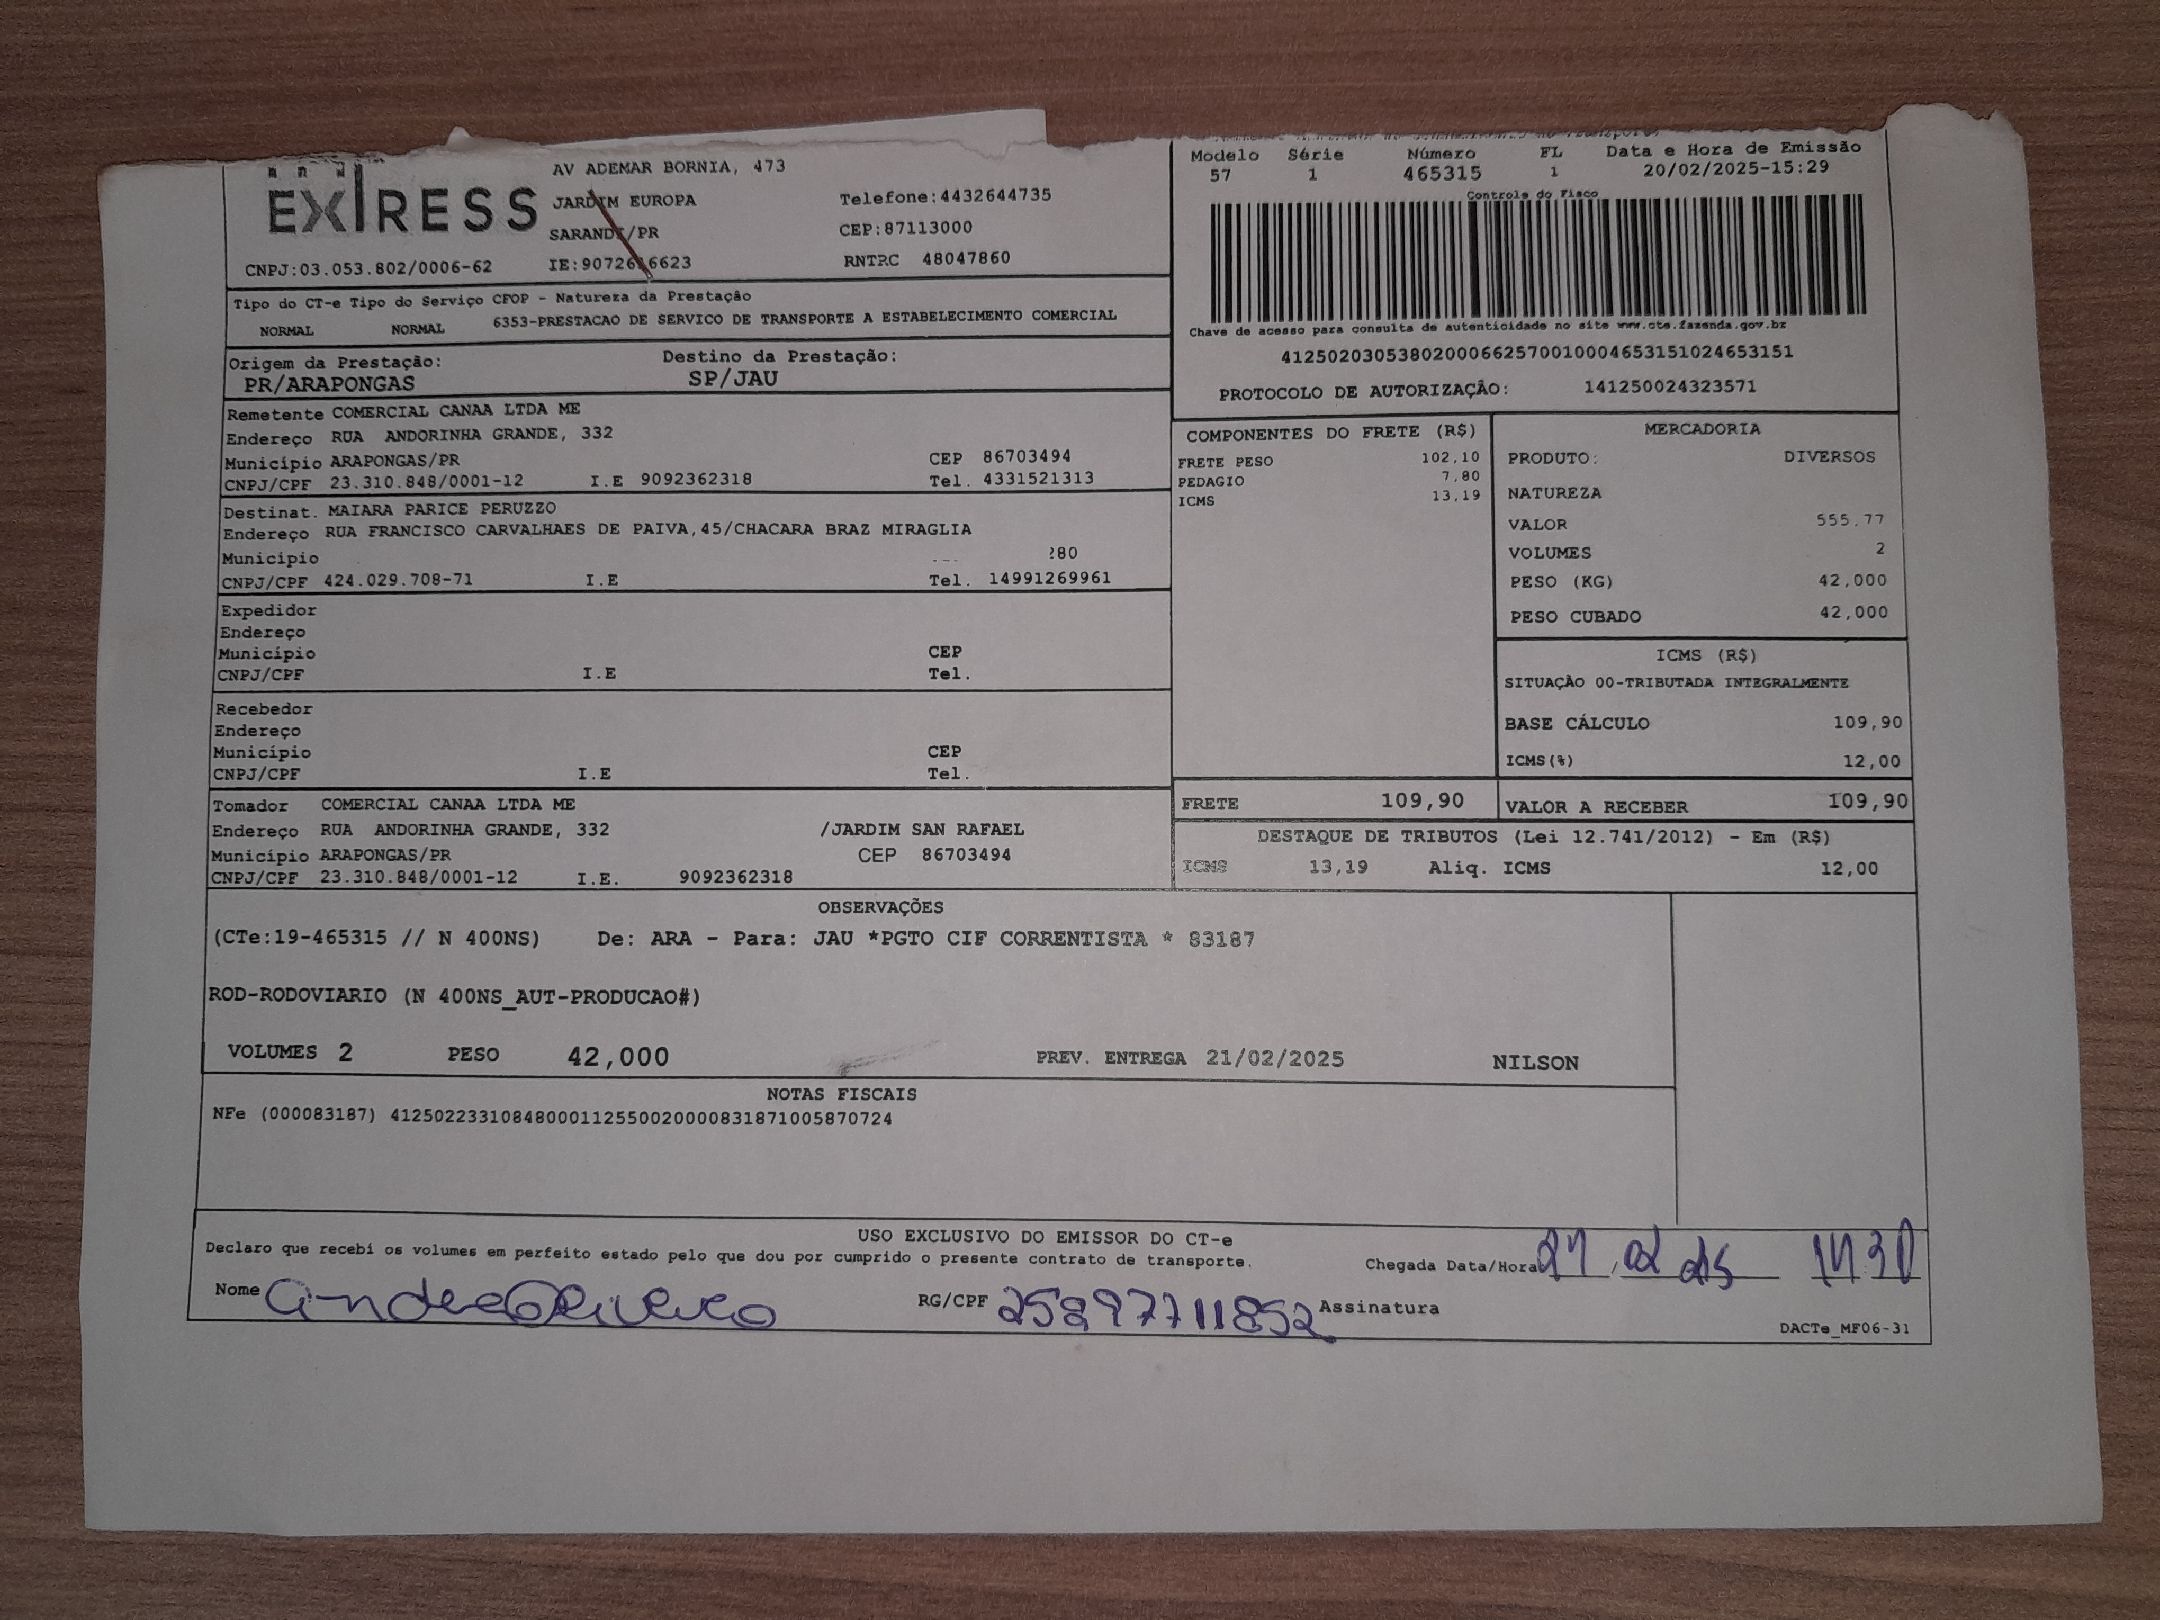 EXPRESS
CNPJ:03.053.802/0006-62
AV ADEMAR BORNIA, 473
JARDIM EUROPA
SARANDI/PR
Telefone:4432644735
CEP:87113000
RNTRC 48047860
Modelo Série Número FL Data e Hora de Emissão
57 1 465315 1 20/02/2025-15:29
Controle do Fisco
Chave de acesso para consulta de autenticidade no site www.cte.fazenda.gov.br
41250203053802000662570010004653151024653151
PROTOCOLO DE AUTORIZAÇÃO: 141250024323571
Tipo do CT-e Tipo do Serviço CFOP - Natureza da Prestação
NORMAL NORMAL 6353-PRESTACAO DE SERVICO DE TRANSPORTE A ESTABELECIMENTO COMERCIAL
Origem da Prestação: Destino da Prestação:
PR/ARAPONGAS SP/JAU
Remetente COMERCIAL CANAA LTDA ME
Endereço RUA ANDORINHA GRANDE, 332
Município ARAPONGAS/PR CEP 86703494
CNPJ/CPF 23.310.848/0001-12 I.E 9092362318 Tel. 4331521313
Destinat. MAIARA PARICE PERUZZO
Endereço RUA FRANCISCO CARVALHAES DE PAIVA,45/CHACARA BRAZ MIRAGLIA
Município 280
CNPJ/CPF 424.029.708-71 I.E Tel. 14991269961
Expedidor
Endereço
Município CEP
CNPJ/CPF I.E Tel.
Recebedor
Endereço
Município CEP
CNPJ/CPF I.E Tel.
Tomador COMERCIAL CANAA LTDA ME
Endereço RUA ANDORINHA GRANDE, 332 /JARDIM SAN RAFAEL
Município ARAPONGAS/PR CEP 86703494
CNPJ/CPF 23.310.848/0001-12 I.E. 9092362318
COMPONENTES DO FRETE (R$)
FRETE PESO 102,10
PEDAGIO 7,80
ICMS 13,19
MERCADORIA
PRODUTO: DIVERSOS
NATUREZA
VALOR 555,77
VOLUMES 2
PESO (KG) 42,000
PESO CUBADO 42,000
ICMS (R$)
SITUAÇÃO 00-TRIBUTADA INTEGRALMENTE
BASE CÁLCULO 109,90
ICMS(%) 12,00
FRETE 109,90 VALOR A RECEBER 109,90
DESTAQUE DE TRIBUTOS (Lei 12.741/2012) - Em (R$)
ICMS 13,19 Aliq. ICMS 12,00
OBSERVAÇÕES
(CTe:19-465315 // N 400NS) De: ARA - Para: JAU *PGTO CIF CORRENTISTA * 83187
ROD-RODOVIARIO (N 400NS_AUT-PRODUCAO#)
VOLUMES 2 PESO 42,000 PREV. ENTREGA 21/02/2025 NILSON
NOTAS FISCAIS
NFe (000083187) 41250223310848000112550020000831871005870724
USO EXCLUSIVO DO EMISSOR DO CT-e
Declaro que recebi os volumes em perfeito estado pelo que dou por cumprido o presente contrato de transporte.
Chegada Data/Hora
Nome RG/CPF 25897711852 Assinatura
DACTe_MF06-31